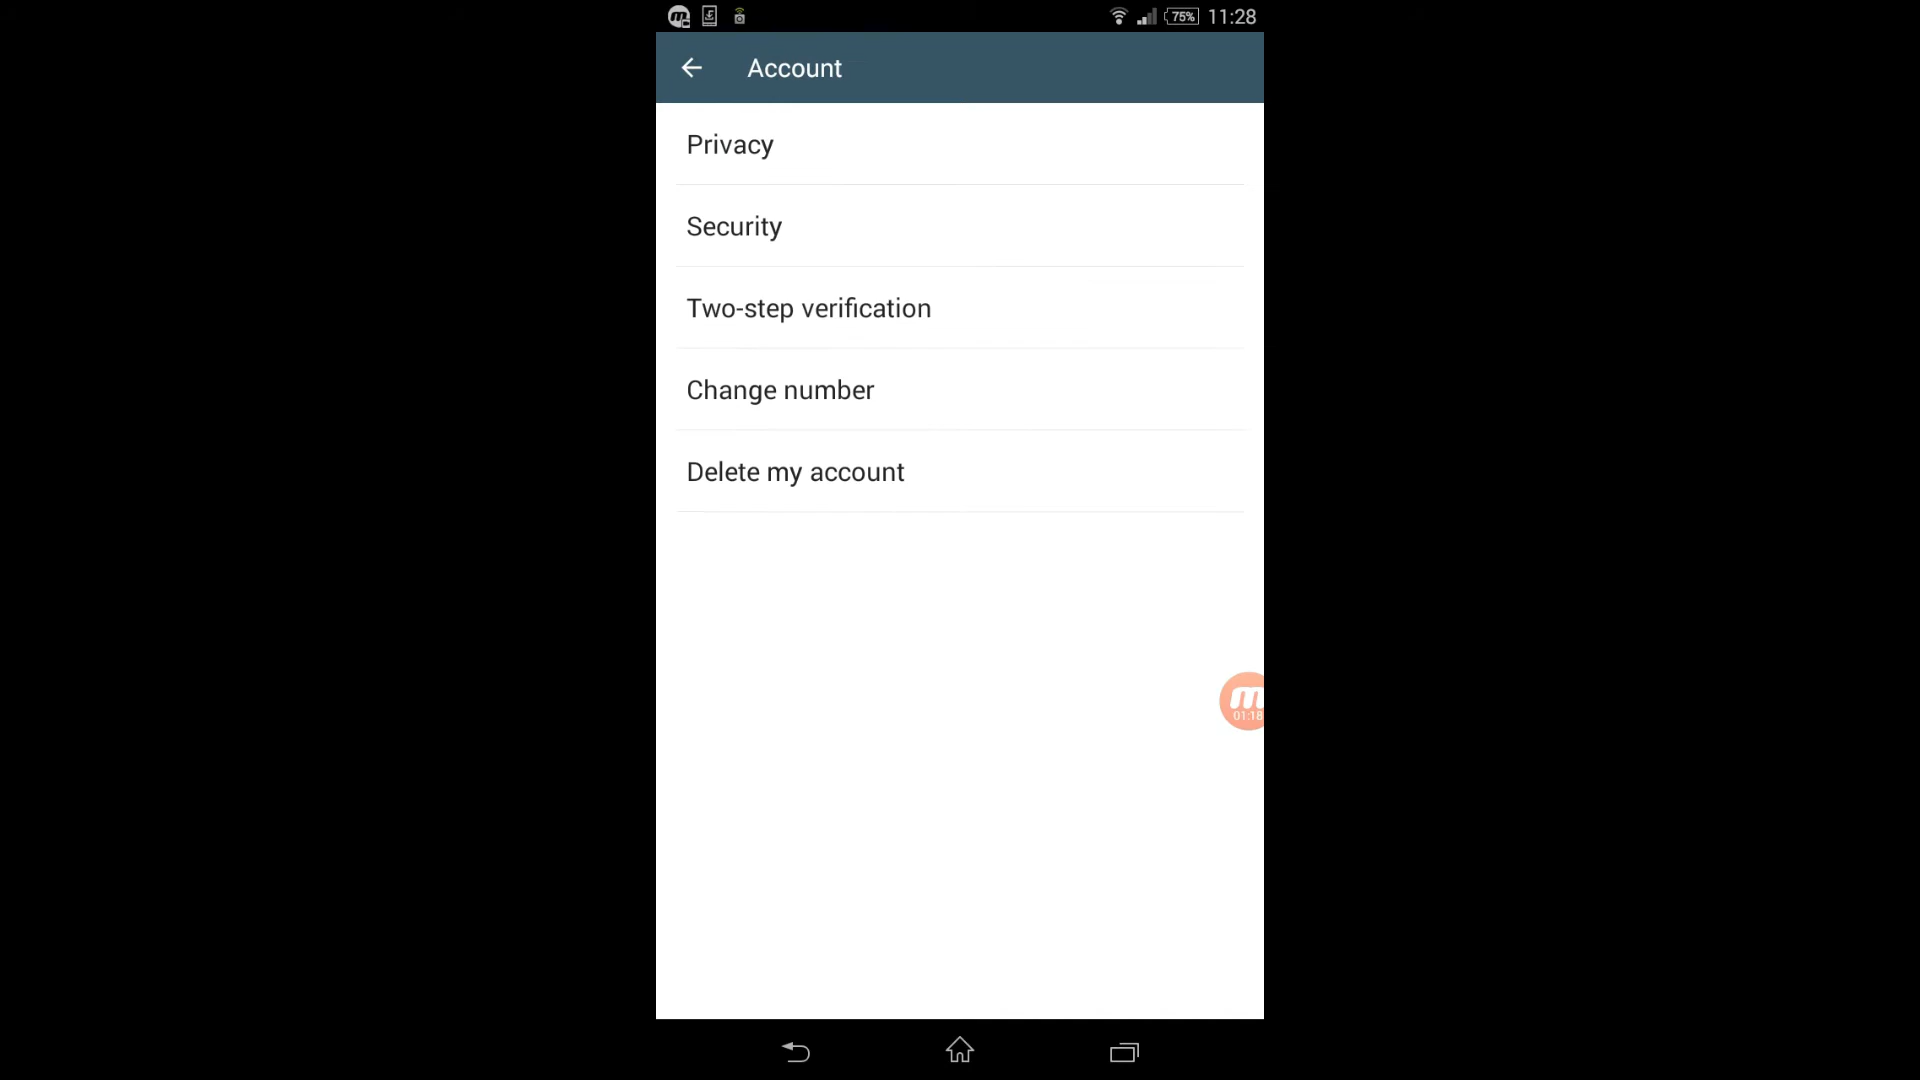 75% 11:28
Account
Privacy
Security
Two-step verification
Change number
Delete my account
m
01:18